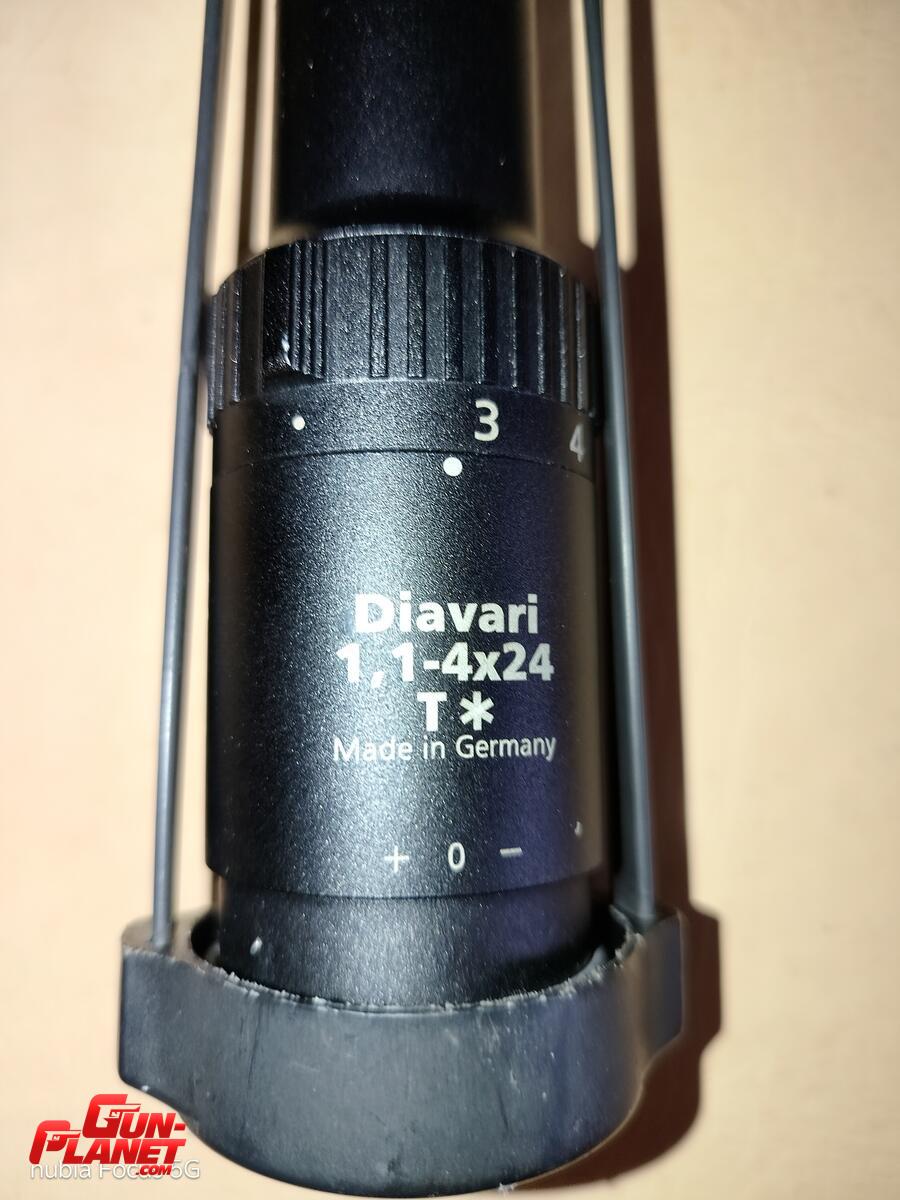 3
4
Diavari
1,1-4x24
T*
Made in Germany
+ 0 -
GUN-
PLANET
.COM
nubia Focus 5G